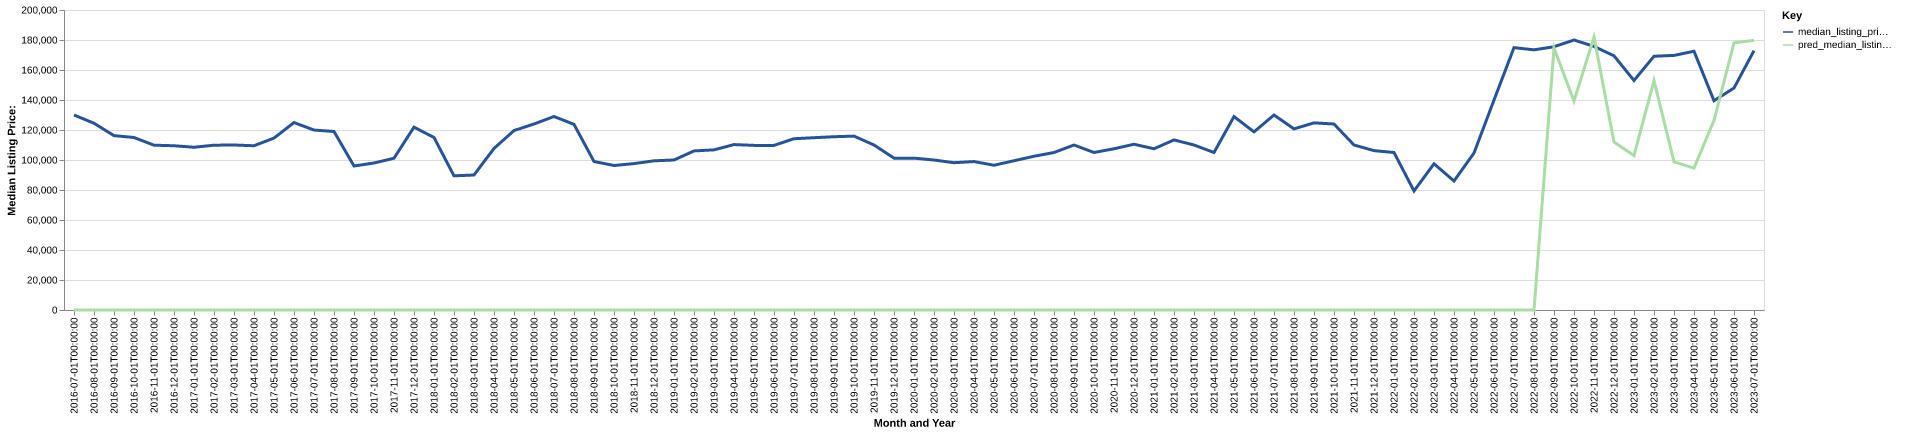 200,000
180,000
160,000
140,000
120,000
100,000
80,000
60,000
40,000
20,000
0
Median Listing Price:
2016-07-01T00:00:00
2016-08-01T00:00:00
2016-09-01T00:00:00
2016-10-01T00:00:00
2016-11-01T00:00:00
2016-12-01T00:00:00
2017-01-01T00:00:00
2017-02-01T00:00:00
2017-03-01T00:00:00
2017-04-01T00:00:00
2017-05-01T00:00:00
2017-06-01T00:00:00
2017-07-01T00:00:00
2017-08-01T00:00:00
2017-09-01T00:00:00
2017-10-01T00:00:00
2017-11-01T00:00:00
2017-12-01T00:00:00
2018-01-01T00:00:00
2018-02-01T00:00:00
2018-03-01T00:00:00
2018-04-01T00:00:00
2018-05-01T00:00:00
2018-06-01T00:00:00
2018-07-01T00:00:00
2018-08-01T00:00:00
2018-09-01T00:00:00
2018-10-01T00:00:00
2018-11-01T00:00:00
2018-12-01T00:00:00
2019-01-01T00:00:00
2019-02-01T00:00:00
2019-03-01T00:00:00
2019-04-01T00:00:00
2019-05-01T00:00:00
2019-06-01T00:00:00
2019-07-01T00:00:00
2019-08-01T00:00:00
2019-09-01T00:00:00
2019-10-01T00:00:00
2019-11-01T00:00:00
2019-12-01T00:00:00
2020-01-01T00:00:00
2020-02-01T00:00:00
2020-03-01T00:00:00
2020-04-01T00:00:00
2020-05-01T00:00:00
2020-06-01T00:00:00
2020-07-01T00:00:00
2020-08-01T00:00:00
2020-09-01T00:00:00
2020-10-01T00:00:00
2020-11-01T00:00:00
2020-12-01T00:00:00
2021-01-01T00:00:00
2021-02-01T00:00:00
2021-03-01T00:00:00
2021-04-01T00:00:00
2021-05-01T00:00:00
2021-06-01T00:00:00
2021-07-01T00:00:00
2021-08-01T00:00:00
2021-09-01T00:00:00
2021-10-01T00:00:00
2021-11-01T00:00:00
2021-12-01T00:00:00
2022-01-01T00:00:00
2022-02-01T00:00:00
2022-03-01T00:00:00
2022-04-01T00:00:00
2022-05-01T00:00:00
2022-06-01T00:00:00
2022-07-01T00:00:00
2022-08-01T00:00:00
2022-09-01T00:00:00
2022-10-01T00:00:00
2022-11-01T00:00:00
2022-12-01T00:00:00
2023-01-01T00:00:00
2023-02-01T00:00:00
2023-03-01T00:00:00
2023-04-01T00:00:00
2023-05-01T00:00:00
2023-06-01T00:00:00
2023-07-01T00:00:00
Month and Year
Key
median_listing_pri…
pred_median_listin…